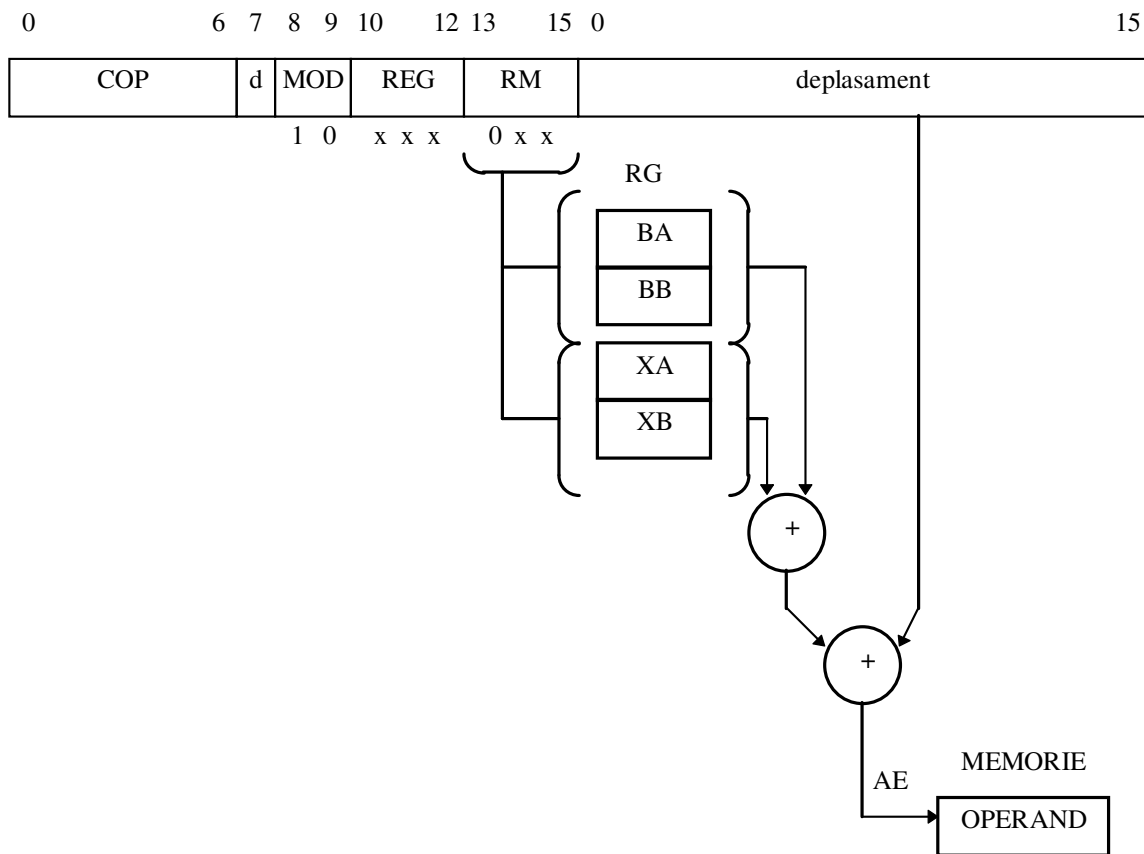 0 6 7 8 9 10 12 13 15 0 15
COP d MOD REG RM deplasament
1 0 x x x 0 x x
RG
BA
BB
XA
XB
+
+
MEMORIE
AE
OPERAND